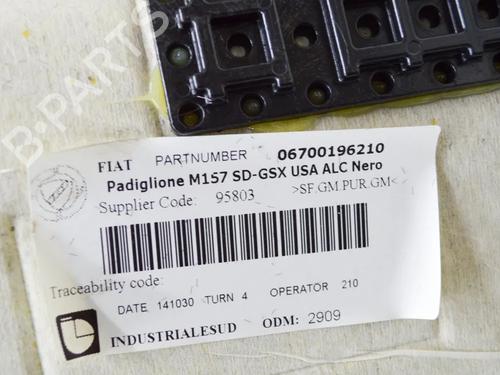 B-PARTS
FIAT PARTNUMBER 06700196210
Padiglione M157 SD-GSX USA ALC Nero
Supplier Code: 95803 >SF.GM.PUR.GM<
Traceability code:
DATE 141030 TURN 4 OPERATOR 210
INDUSTRIALESUD ODM: 2909